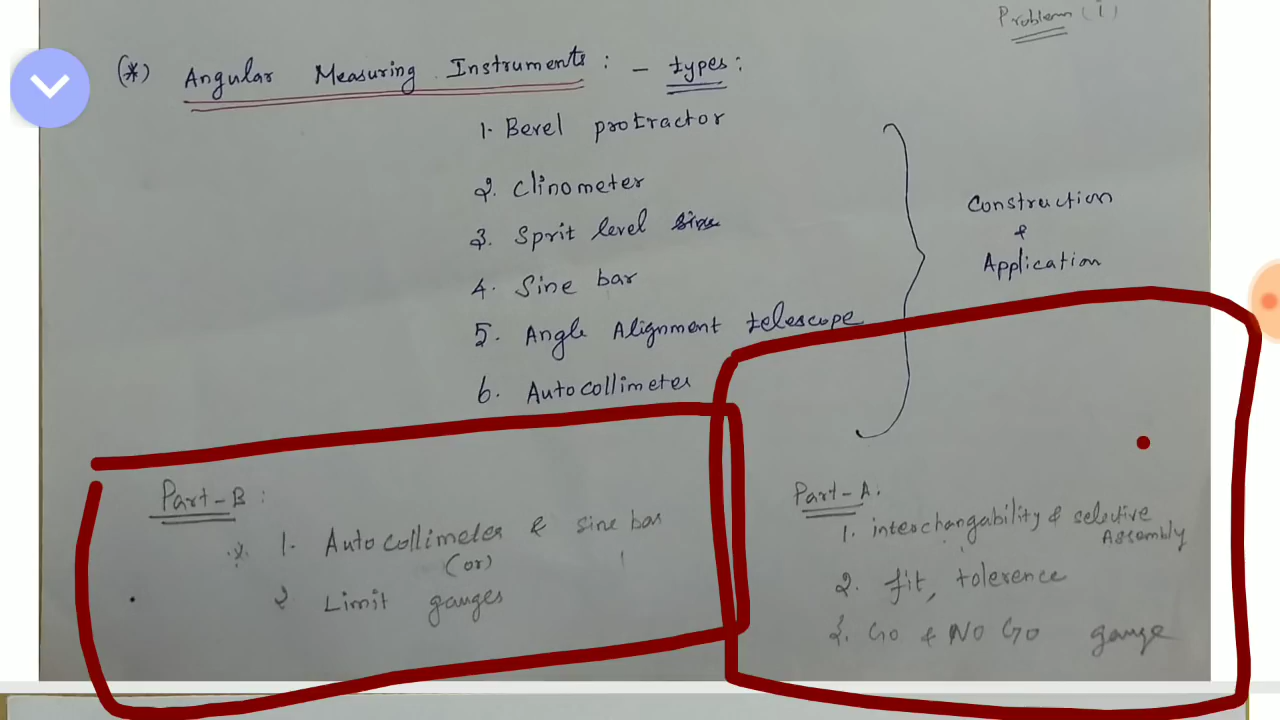 Problem (i)
(*) Angular Measuring Instruments : - types :
1. Bevel protractor
2. Clinometer
3. Sprit level sine
4. Sine bar
5. Angle Alignment telescope
6. Autocollimeter
Construction
&
Application
Part-B :
* 1. Autocollimeter & sine bar
(or)
2 Limit gauges
Part-A.
1. interchangability & selective
Assembly
2. fit, tolerence
3. Go & NO GO gauge